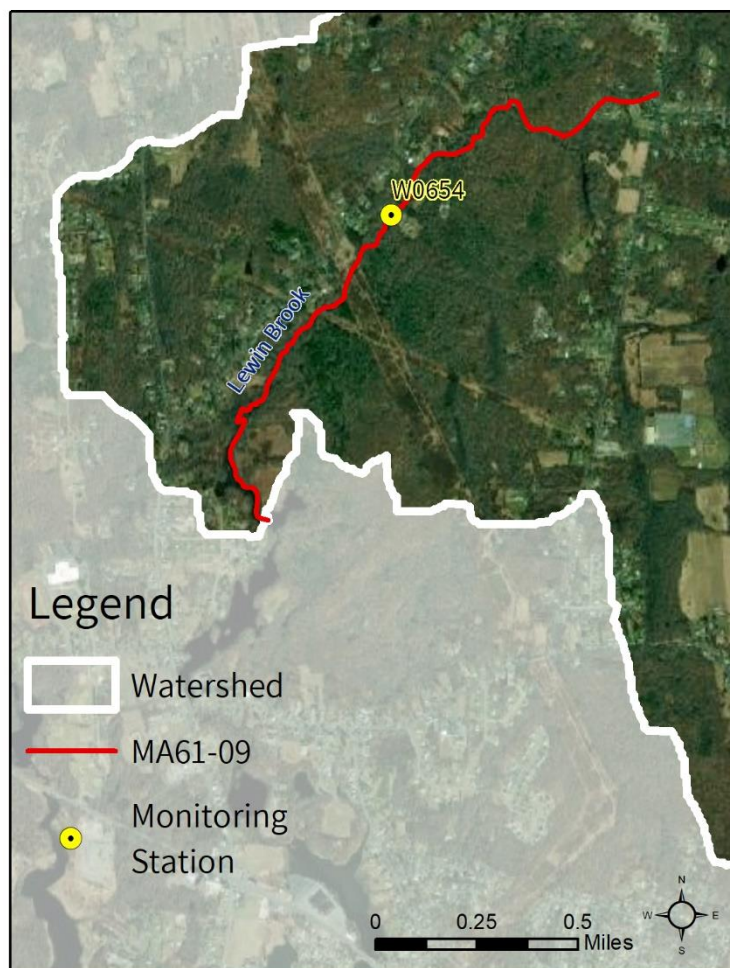 W0654
Lewin Brook
Legend
Watershed
MA61-09
Monitoring
Station
N
W E
S
0 0.25 0.5
Miles